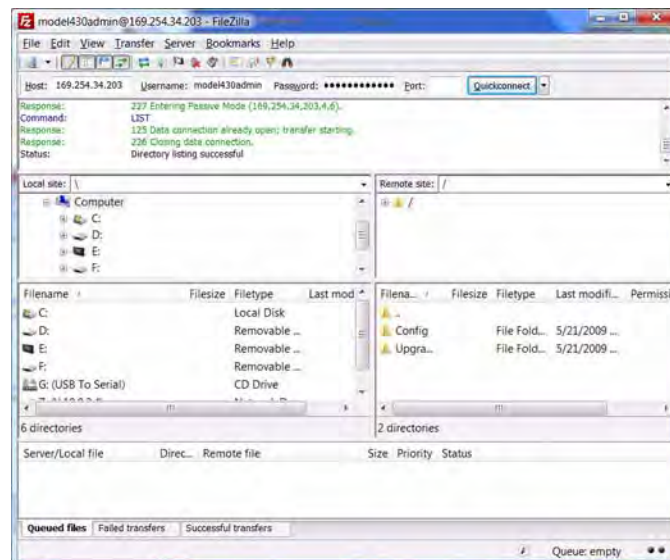 model430admin@169.254.34.203 - FileZilla
File Edit View Transfer Server Bookmarks Help
Host: 169.254.34.203 Username: model430admin Password: ●●●●●●●●●●●● Port: Quickconnect
Response: 227 Entering Passive Mode (169,254,34,203,4,6).
Command: LIST
Response: 125 Data connection already open; transfer starting.
Response: 226 Closing data connection.
Status: Directory listing successful
Local site: \
Remote site: /
Computer
C:
D:
E:
F:
/
Filename / Filesize Filetype Last mod
C: Local Disk
D: Removable ...
E: Removable ...
F: Removable ...
G: (USB To Serial) CD Drive
6 directories
Filena... / Filesize Filetype Last modifi... Permissi
..
Config File Fold... 5/21/2009 ...
Upgra... File Fold... 5/21/2009 ...
2 directories
Server/Local file Direc... Remote file Size Priority Status
Queued files Failed transfers Successful transfers
Queue: empty